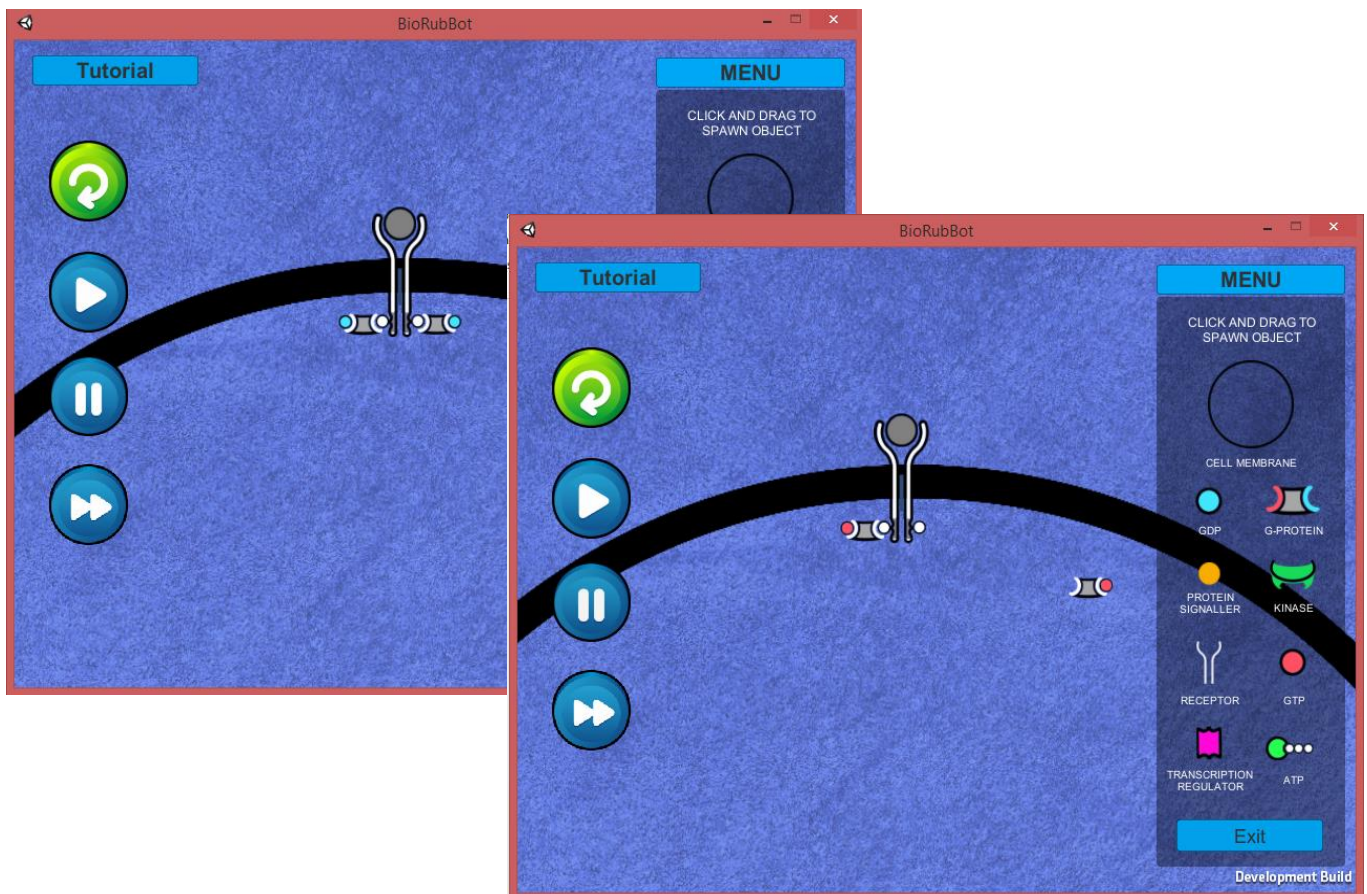 BioRubBot
Tutorial
MENU
CLICK AND DRAG TO
SPAWN OBJECT
BioRubBot
Tutorial
MENU
CLICK AND DRAG TO
SPAWN OBJECT
CELL MEMBRANE
GDP
G-PROTEIN
PROTEIN
SIGNALLER
KINASE
RECEPTOR
GTP
TRANSCRIPTION
REGULATOR
ATP
Exit
Development Build